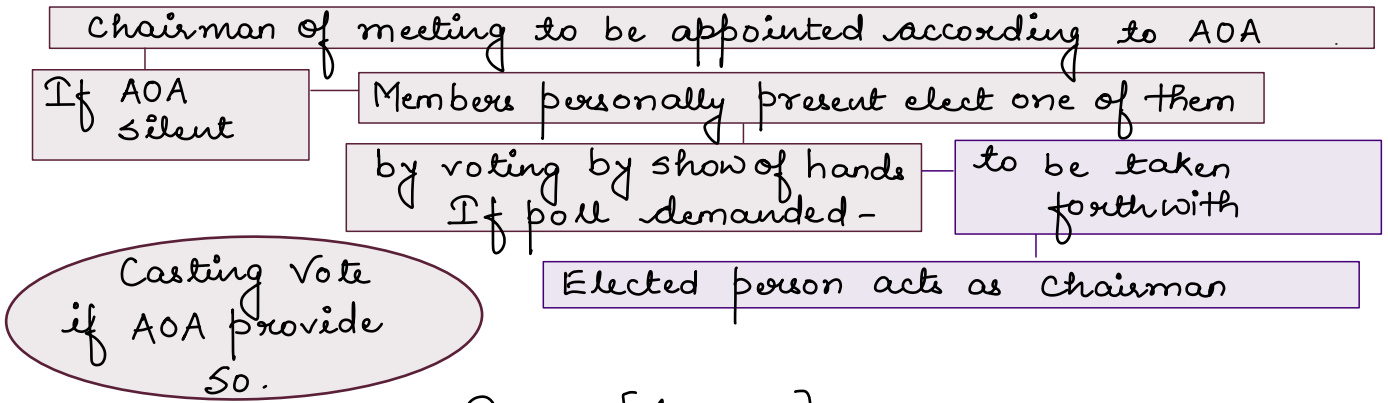 Chairman of meeting to be appointed according to AOA
If AOA
silent
Members personally present elect one of them
by voting by show of hands
If poll demanded -
to be taken
forthwith
Elected person acts as Chairman
Casting Vote
if AOA provide
So.